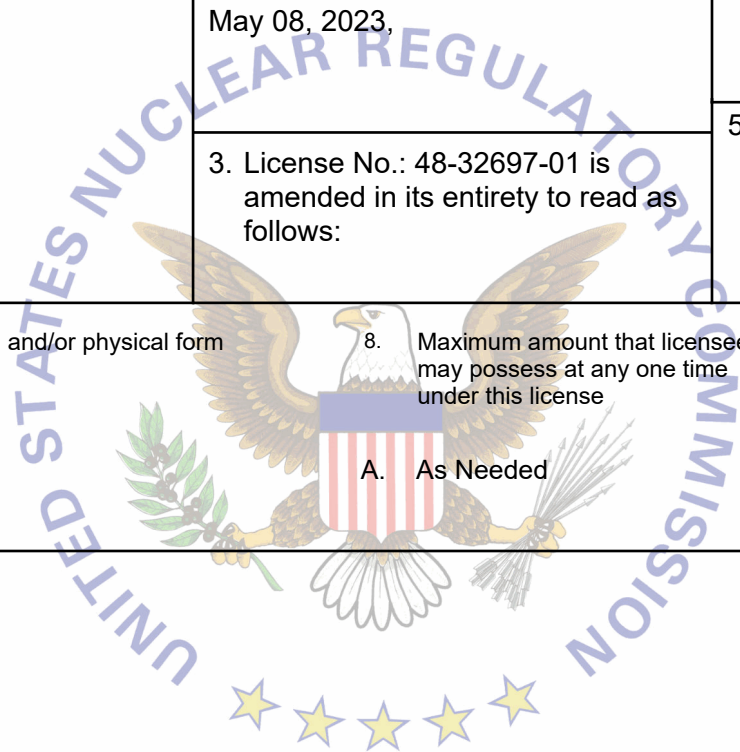 May 08, 2023,
5
3. License No.: 48-32697-01 is
amended in its entirety to read as
follows:
and/or physical form
8. Maximum amount that licensee
may possess at any one time
under this license
A. As Needed
UNITED STATES NUCLEAR REGULATORY COMMISSION